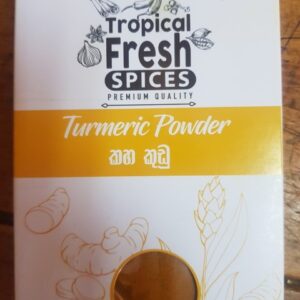 Tropical
Fresh
SPICES
PREMIUM QUALITY
Turmeric Powder
කහ කුඩු